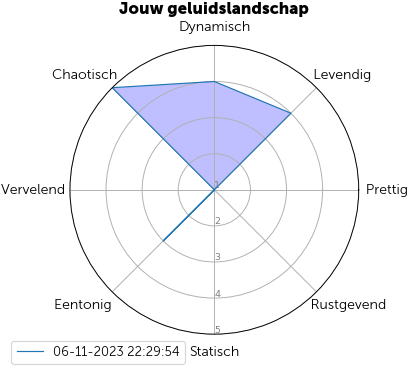 Jouw geluidslandschap
Dynamisch
Chaotisch
Levendig
Vervelend
1
Prettig
2
3
4
Eentonig
Rustgevend
5
06-11-2023 22:29:54
Statisch